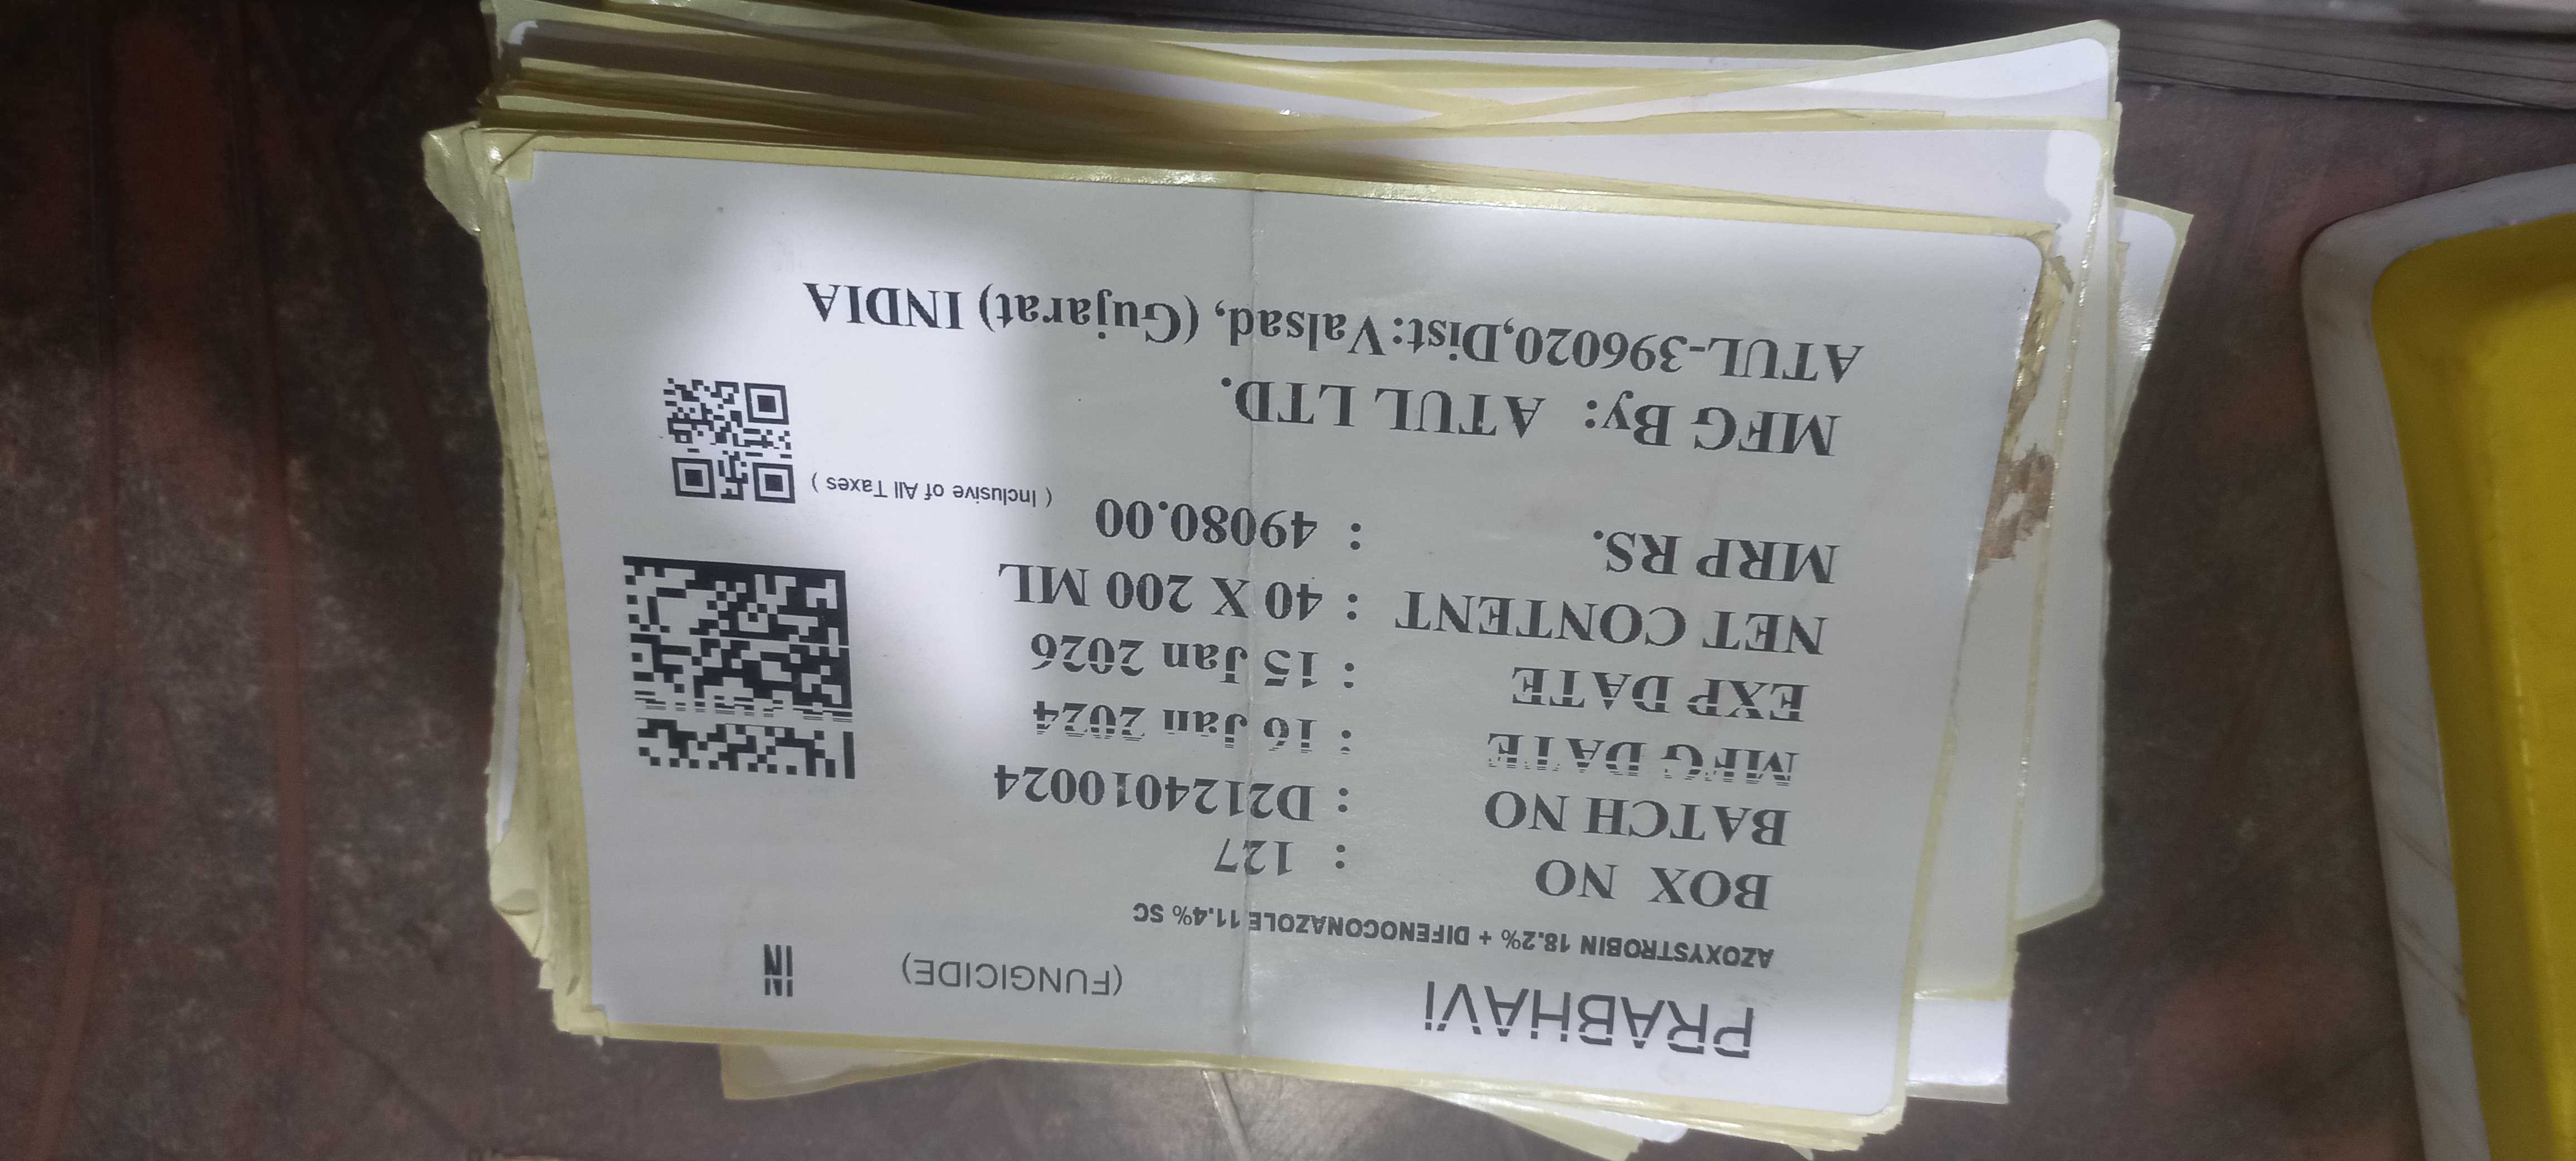 PRABHAVI (FUNGICIDE) IN IN
AZOXYSTROBIN 18.2% + DIFENOCONAZOLE 11.4% SC
BOX NO : 127
BATCH NO : D2124010024
MFG DATE : 16 Jan 2024
EXP DATE : 15 Jan 2026
NET CONTENT : 40 X 200 ML
MRP RS. : 49080.00 ( Inclusive of All Taxes )
MFG By: ATUL LTD.
ATUL-396020,Dist:Valsad, (Gujarat) INDIA